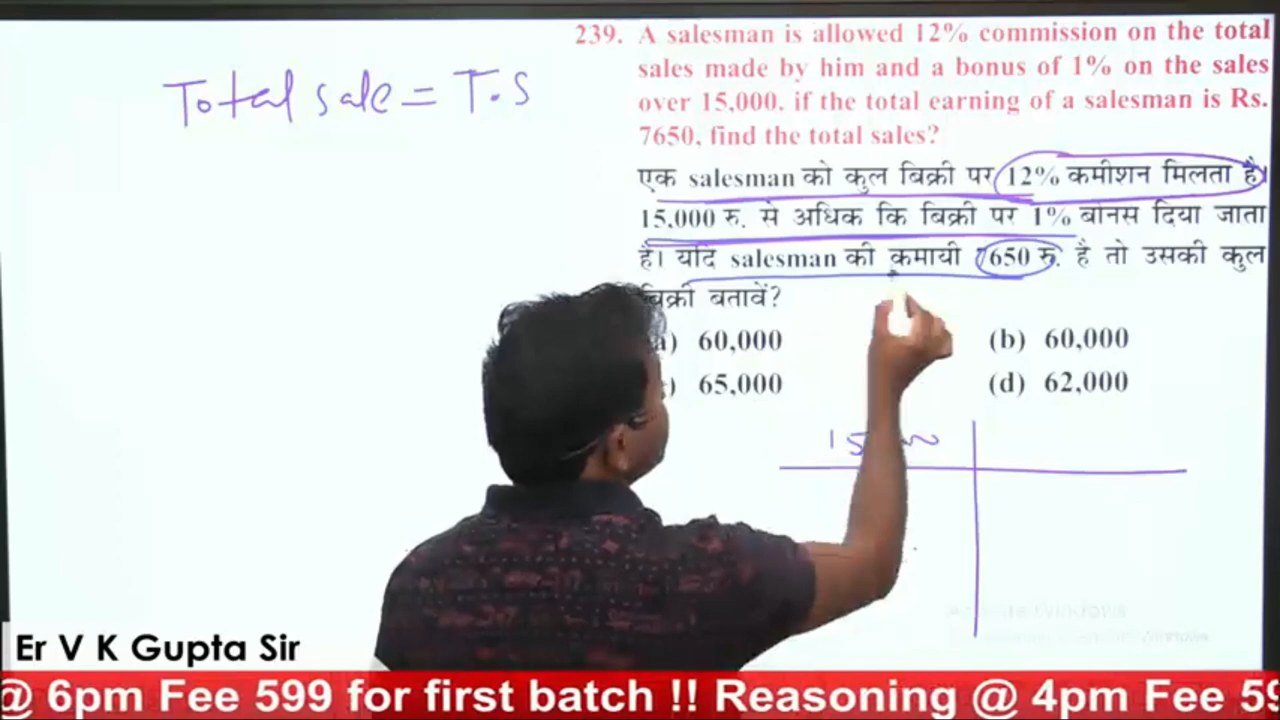 Total sale = T.S
239. A salesman is allowed 12% commission on the total
sales made by him and a bonus of 1% on the sales
over 15,000. if the total earning of a salesman is Rs.
7650, find the total sales?
एक salesman को कुल बिक्री पर 12% कमीशन मिलता है।
15,000 रु. से अधिक कि बिक्री पर 1% बोनस दिया जाता
है। यदि salesman की कमायी 7650 रु. है तो उसकी कुल
बिक्री बतावें?
a) 60,000 (b) 60,000
) 65,000 (d) 62,000
Er V K Gupta Sir
@ 6pm Fee 599 for first batch !! Reasoning @ 4pm Fee 59